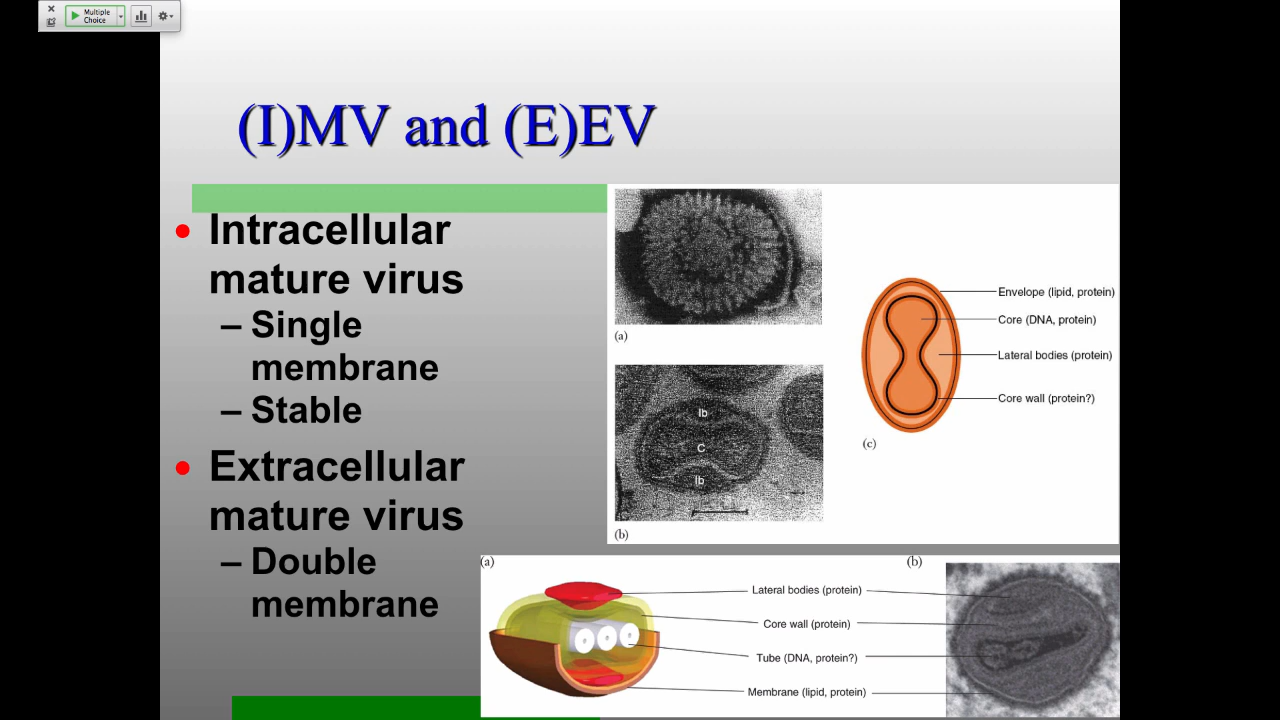 Multiple
Choice
(I)MV and (E)EV
• Intracellular
mature virus
– Single
membrane
– Stable
• Extracellular
mature virus
– Double
membrane
(a)
lb
C
lb
(b)
Envelope (lipid, protein)
Core (DNA, protein)
Lateral bodies (protein)
Core wall (protein?)
(c)
(a)
(b)
Lateral bodies (protein)
Core wall (protein)
Tube (DNA, protein?)
Membrane (lipid, protein)